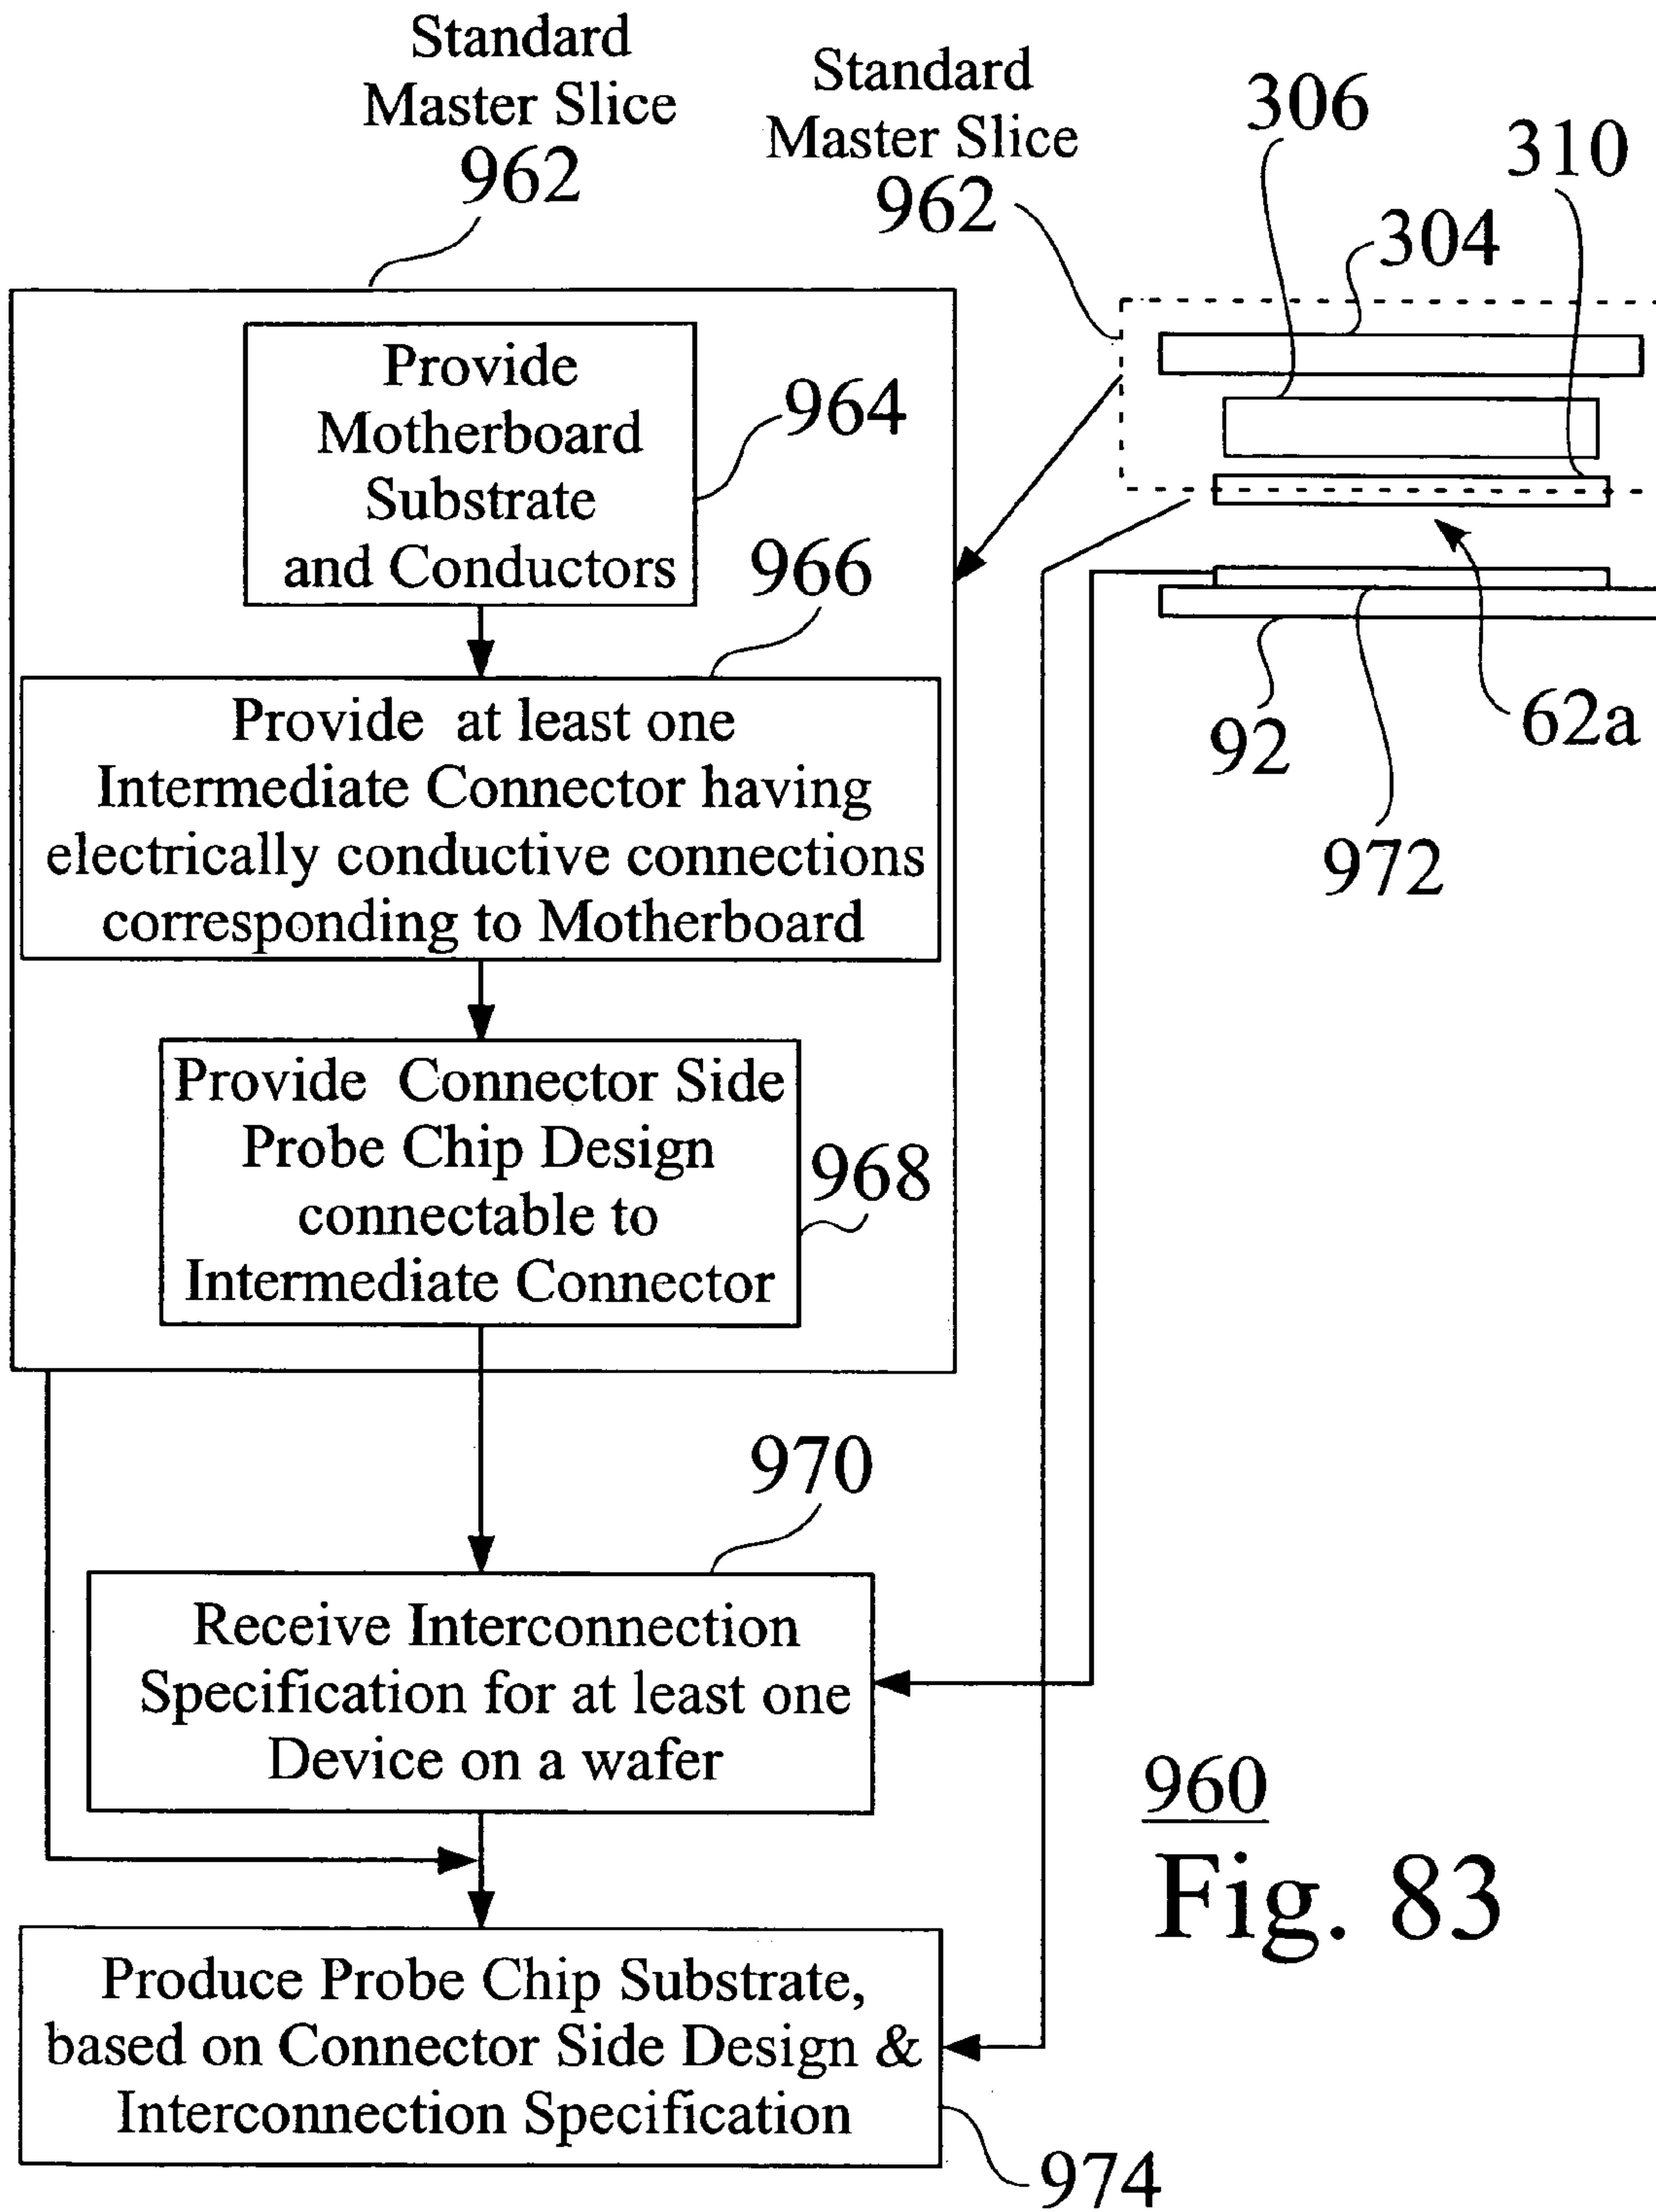 Standard
Master Slice
962
Standard
Master Slice
962
306
310
304
Provide
Motherboard
Substrate
and Conductors
964
966
Provide at least one
Intermediate Connector having
electrically conductive connections
corresponding to Motherboard
92
62a
972
Provide Connector Side
Probe Chip Design
connectable to
Intermediate Connector
968
970
Receive Interconnection
Specification for at least one
Device on a wafer
Produce Probe Chip Substrate,
based on Connector Side Design &
Interconnection Specification
974
960
Fig. 83